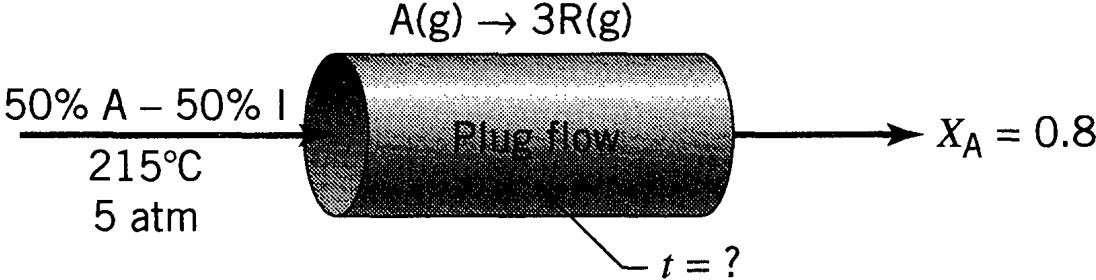 A(g) → 3R(g)
50% A – 50% I
Plug flow
X_A = 0.8
215°C
5 atm
t = ?